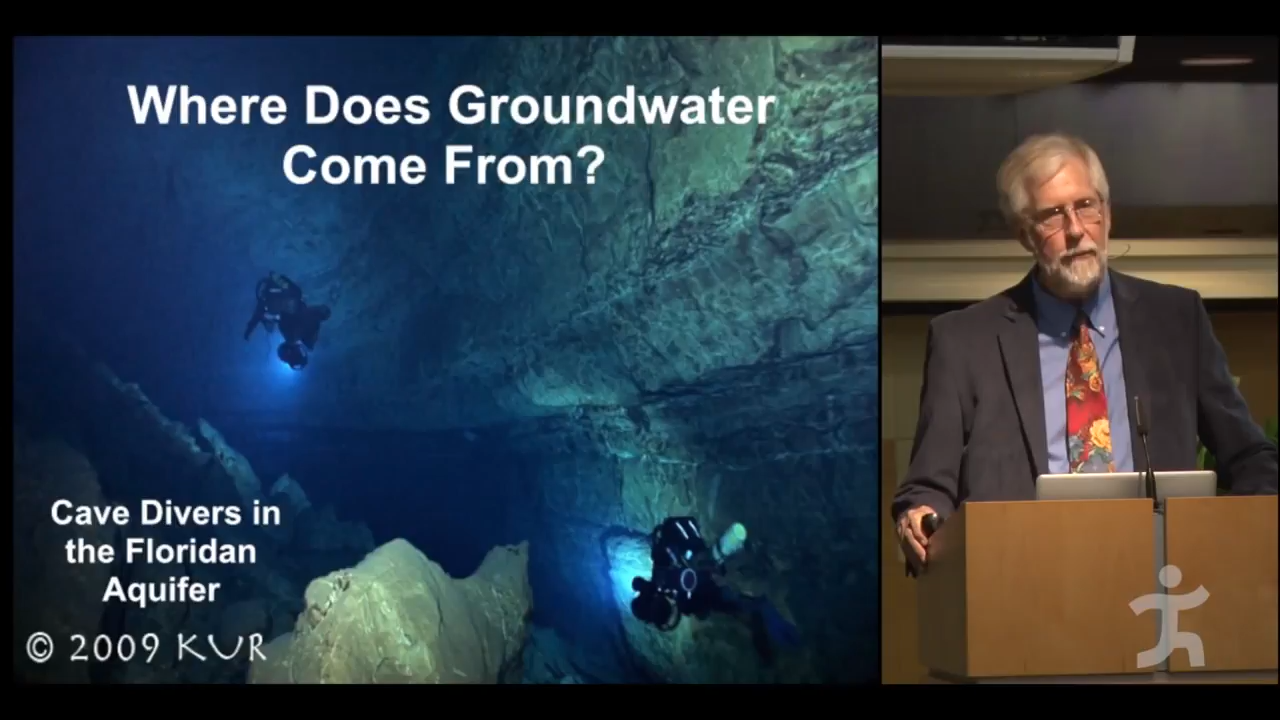 Where Does Groundwater
Come From?
Cave Divers in
the Floridan
Aquifer
© 2009 KUR